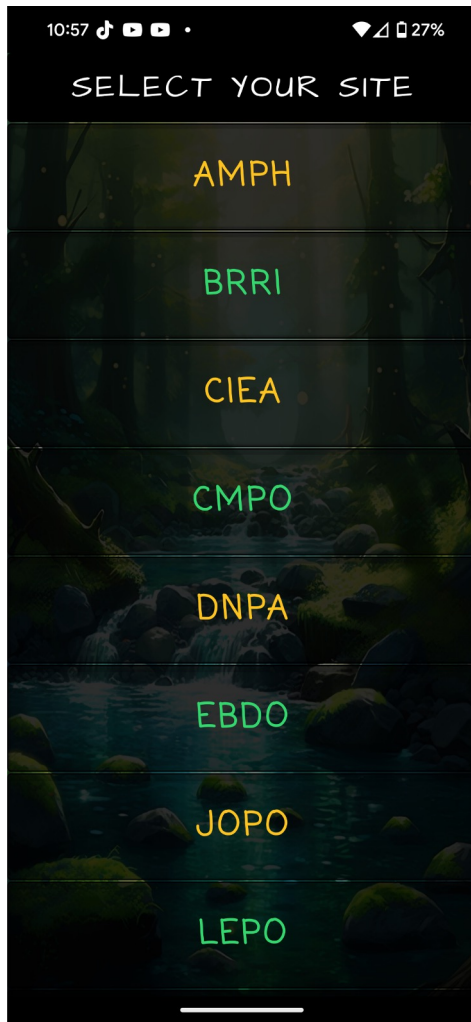 10:57 27%
SELECT YOUR SITE
AMPH
BRRI
CIEA
CMPO
DNPA
EBDO
JOPO
LEPO